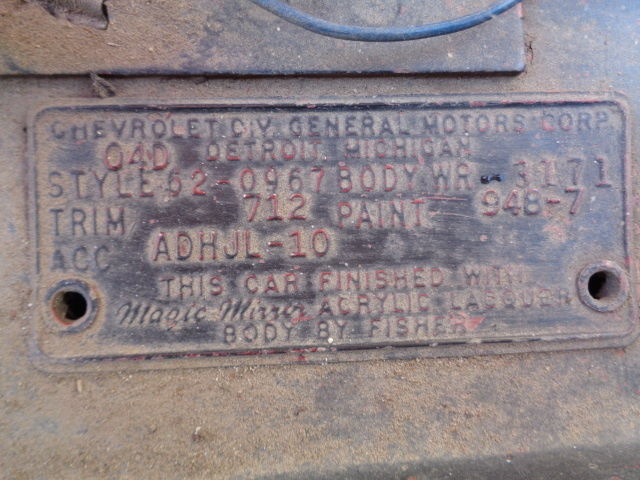 CHEVROLET DIV. GENERAL MOTORS CORP.
04D DETROIT, MICHIGAN
STYLE 62-0967 BODY WR- 3171
TRIM 712 PAINT 948-7
ACC ADHJL-10
THIS CAR FINISHED WITH
Magic-Mirror ACRYLIC LACQUER
BODY BY FISHER